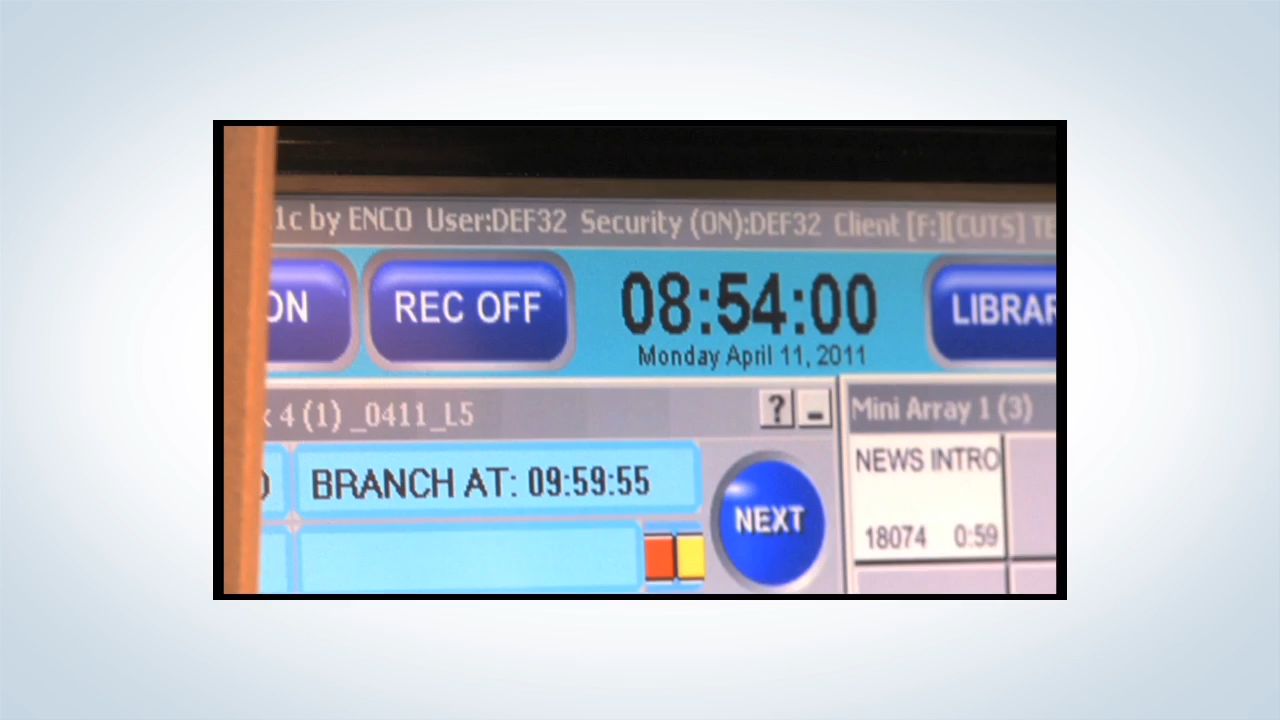 1c by ENCO User:DEF32 Security (ON):DEF32 Client [F:][CUTS]
ON
REC OFF
08:54:00
Monday April 11, 2011
4 (1) _0411_L5
? 
Mini Array 1 (3)
BRANCH AT: 09:59:55
NEXT
NEWS INTRO
18074 0:59